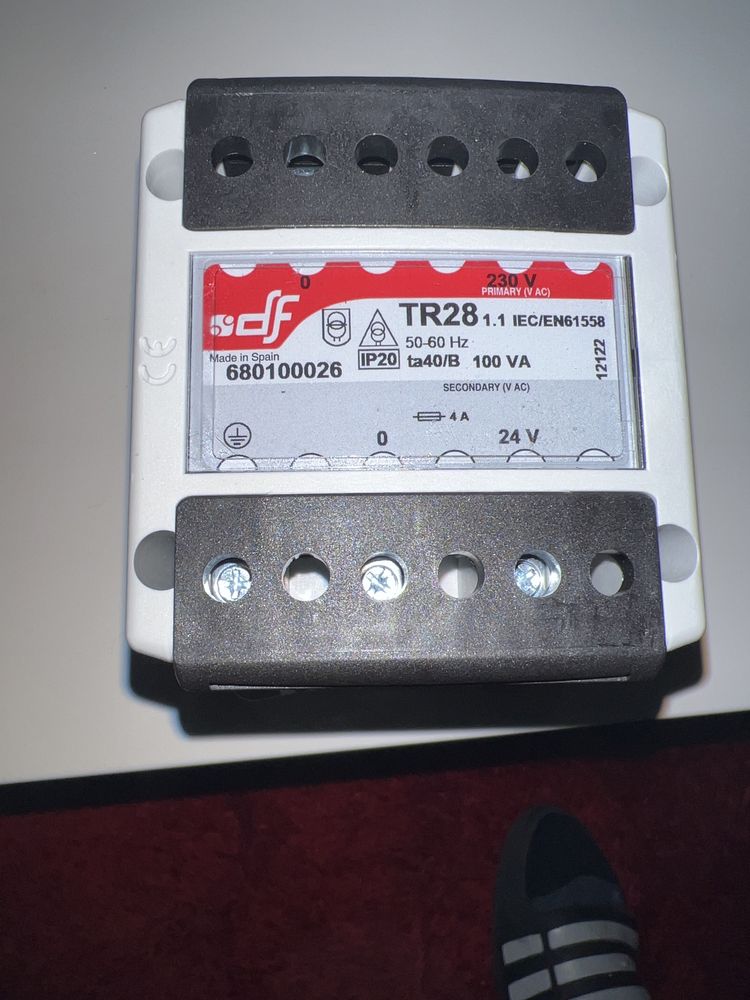 0 230 V
PRIMARY (V AC)
df
TR28 1.1 IEC/EN61558
50-60 Hz
Made in Spain
IP20 ta40/B 100 VA
680100026
12122
SECONDARY (V AC)
4 A
0 24 V
CE